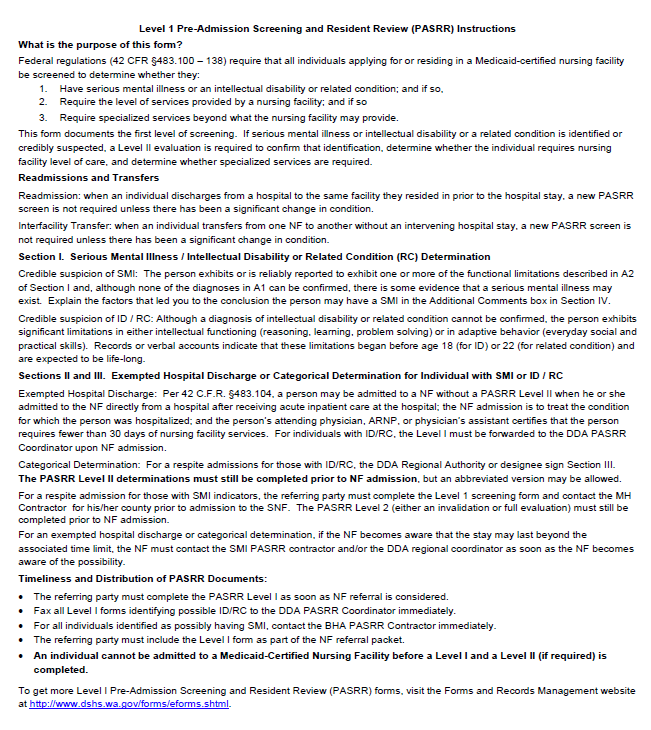 Level 1 Pre-Admission Screening and Resident Review (PASRR) Instructions
What is the purpose of this form?
Federal regulations (42 CFR §483.100 – 138) require that all individuals applying for or residing in a Medicaid-certified nursing facility
be screened to determine whether they:
1. Have serious mental illness or an intellectual disability or related condition; and if so,
2. Require the level of services provided by a nursing facility; and if so
3. Require specialized services beyond what the nursing facility may provide.
This form documents the first level of screening. If serious mental illness or intellectual disability or a related condition is identified or
credibly suspected, a Level II evaluation is required to confirm that identification, determine whether the individual requires nursing
facility level of care, and determine whether specialized services are required.
Readmissions and Transfers
Readmission: when an individual discharges from a hospital to the same facility they resided in prior to the hospital stay, a new PASRR
screen is not required unless there has been a significant change in condition.
Interfacility Transfer: when an individual transfers from one NF to another without an intervening hospital stay, a new PASRR screen is
not required unless there has been a significant change in condition.
Section I. Serious Mental Illness / Intellectual Disability or Related Condition (RC) Determination
Credible suspicion of SMI: The person exhibits or is reliably reported to exhibit one or more of the functional limitations described in A2
of Section I and, although none of the diagnoses in A1 can be confirmed, there is some evidence that a serious mental illness may
exist. Explain the factors that led you to the conclusion the person may have a SMI in the Additional Comments box in Section IV.
Credible suspicion of ID / RC: Although a diagnosis of intellectual disability or related condition cannot be confirmed, the person exhibits
significant limitations in either intellectual functioning (reasoning, learning, problem solving) or in adaptive behavior (everyday social and
practical skills). Records or verbal accounts indicate that these limitations began before age 18 (for ID) or 22 (for related condition) and
are expected to be life-long.
Sections II and III. Exempted Hospital Discharge or Categorical Determination for Individual with SMI or ID / RC
Exempted Hospital Discharge: Per 42 C.F.R. §483.104, a person may be admitted to a NF without a PASRR Level II when he or she
admitted to the NF directly from a hospital after receiving acute inpatient care at the hospital; the NF admission is to treat the condition
for which the person was hospitalized; and the person's attending physician, ARNP, or physician's assistant certifies that the person
requires fewer than 30 days of nursing facility services. For individuals with ID/RC, the Level I must be forwarded to the DDA PASRR
Coordinator upon NF admission.
Categorical Determination: For a respite admissions for those with ID/RC, the DDA Regional Authority or designee sign Section III.
The PASRR Level II determinations must still be completed prior to NF admission, but an abbreviated version may be allowed.
For a respite admission for those with SMI indicators, the referring party must complete the Level 1 screening form and contact the MH
Contractor for his/her county prior to admission to the SNF. The PASRR Level 2 (either an invalidation or full evaluation) must still be
completed prior to NF admission.
For an exempted hospital discharge or categorical determination, if the NF becomes aware that the stay may last beyond the
associated time limit, the NF must contact the SMI PASRR contractor and/or the DDA regional coordinator as soon as the NF becomes
aware of the possibility.
Timeliness and Distribution of PASRR Documents:
• The referring party must complete the PASRR Level I as soon as NF referral is considered.
• Fax all Level I forms identifying possible ID/RC to the DDA PASRR Coordinator immediately.
• For all individuals identified as possibly having SMI, contact the BHA PASRR Contractor immediately.
• The referring party must include the Level I form as part of the NF referral packet.
• An individual cannot be admitted to a Medicaid-Certified Nursing Facility before a Level I and a Level II (if required) is
completed.
To get more Level I Pre-Admission Screening and Resident Review (PASRR) forms, visit the Forms and Records Management website
at http://www.dshs.wa.gov/forms/eforms.shtml.